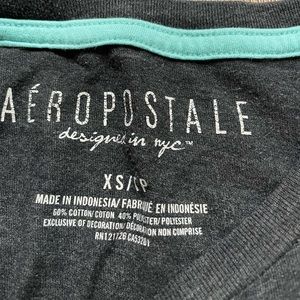 AÉROPOSTALE
designed in nyc™
XS/TP
MADE IN INDONESIA/ FABRIQUÉ EN INDONÉSIE
60% COTTON/ COTON, 40% POLYESTER/ POLYESTER
EXCLUSIVE OF DECORATION/ DÉCORATION NON COMPRISE